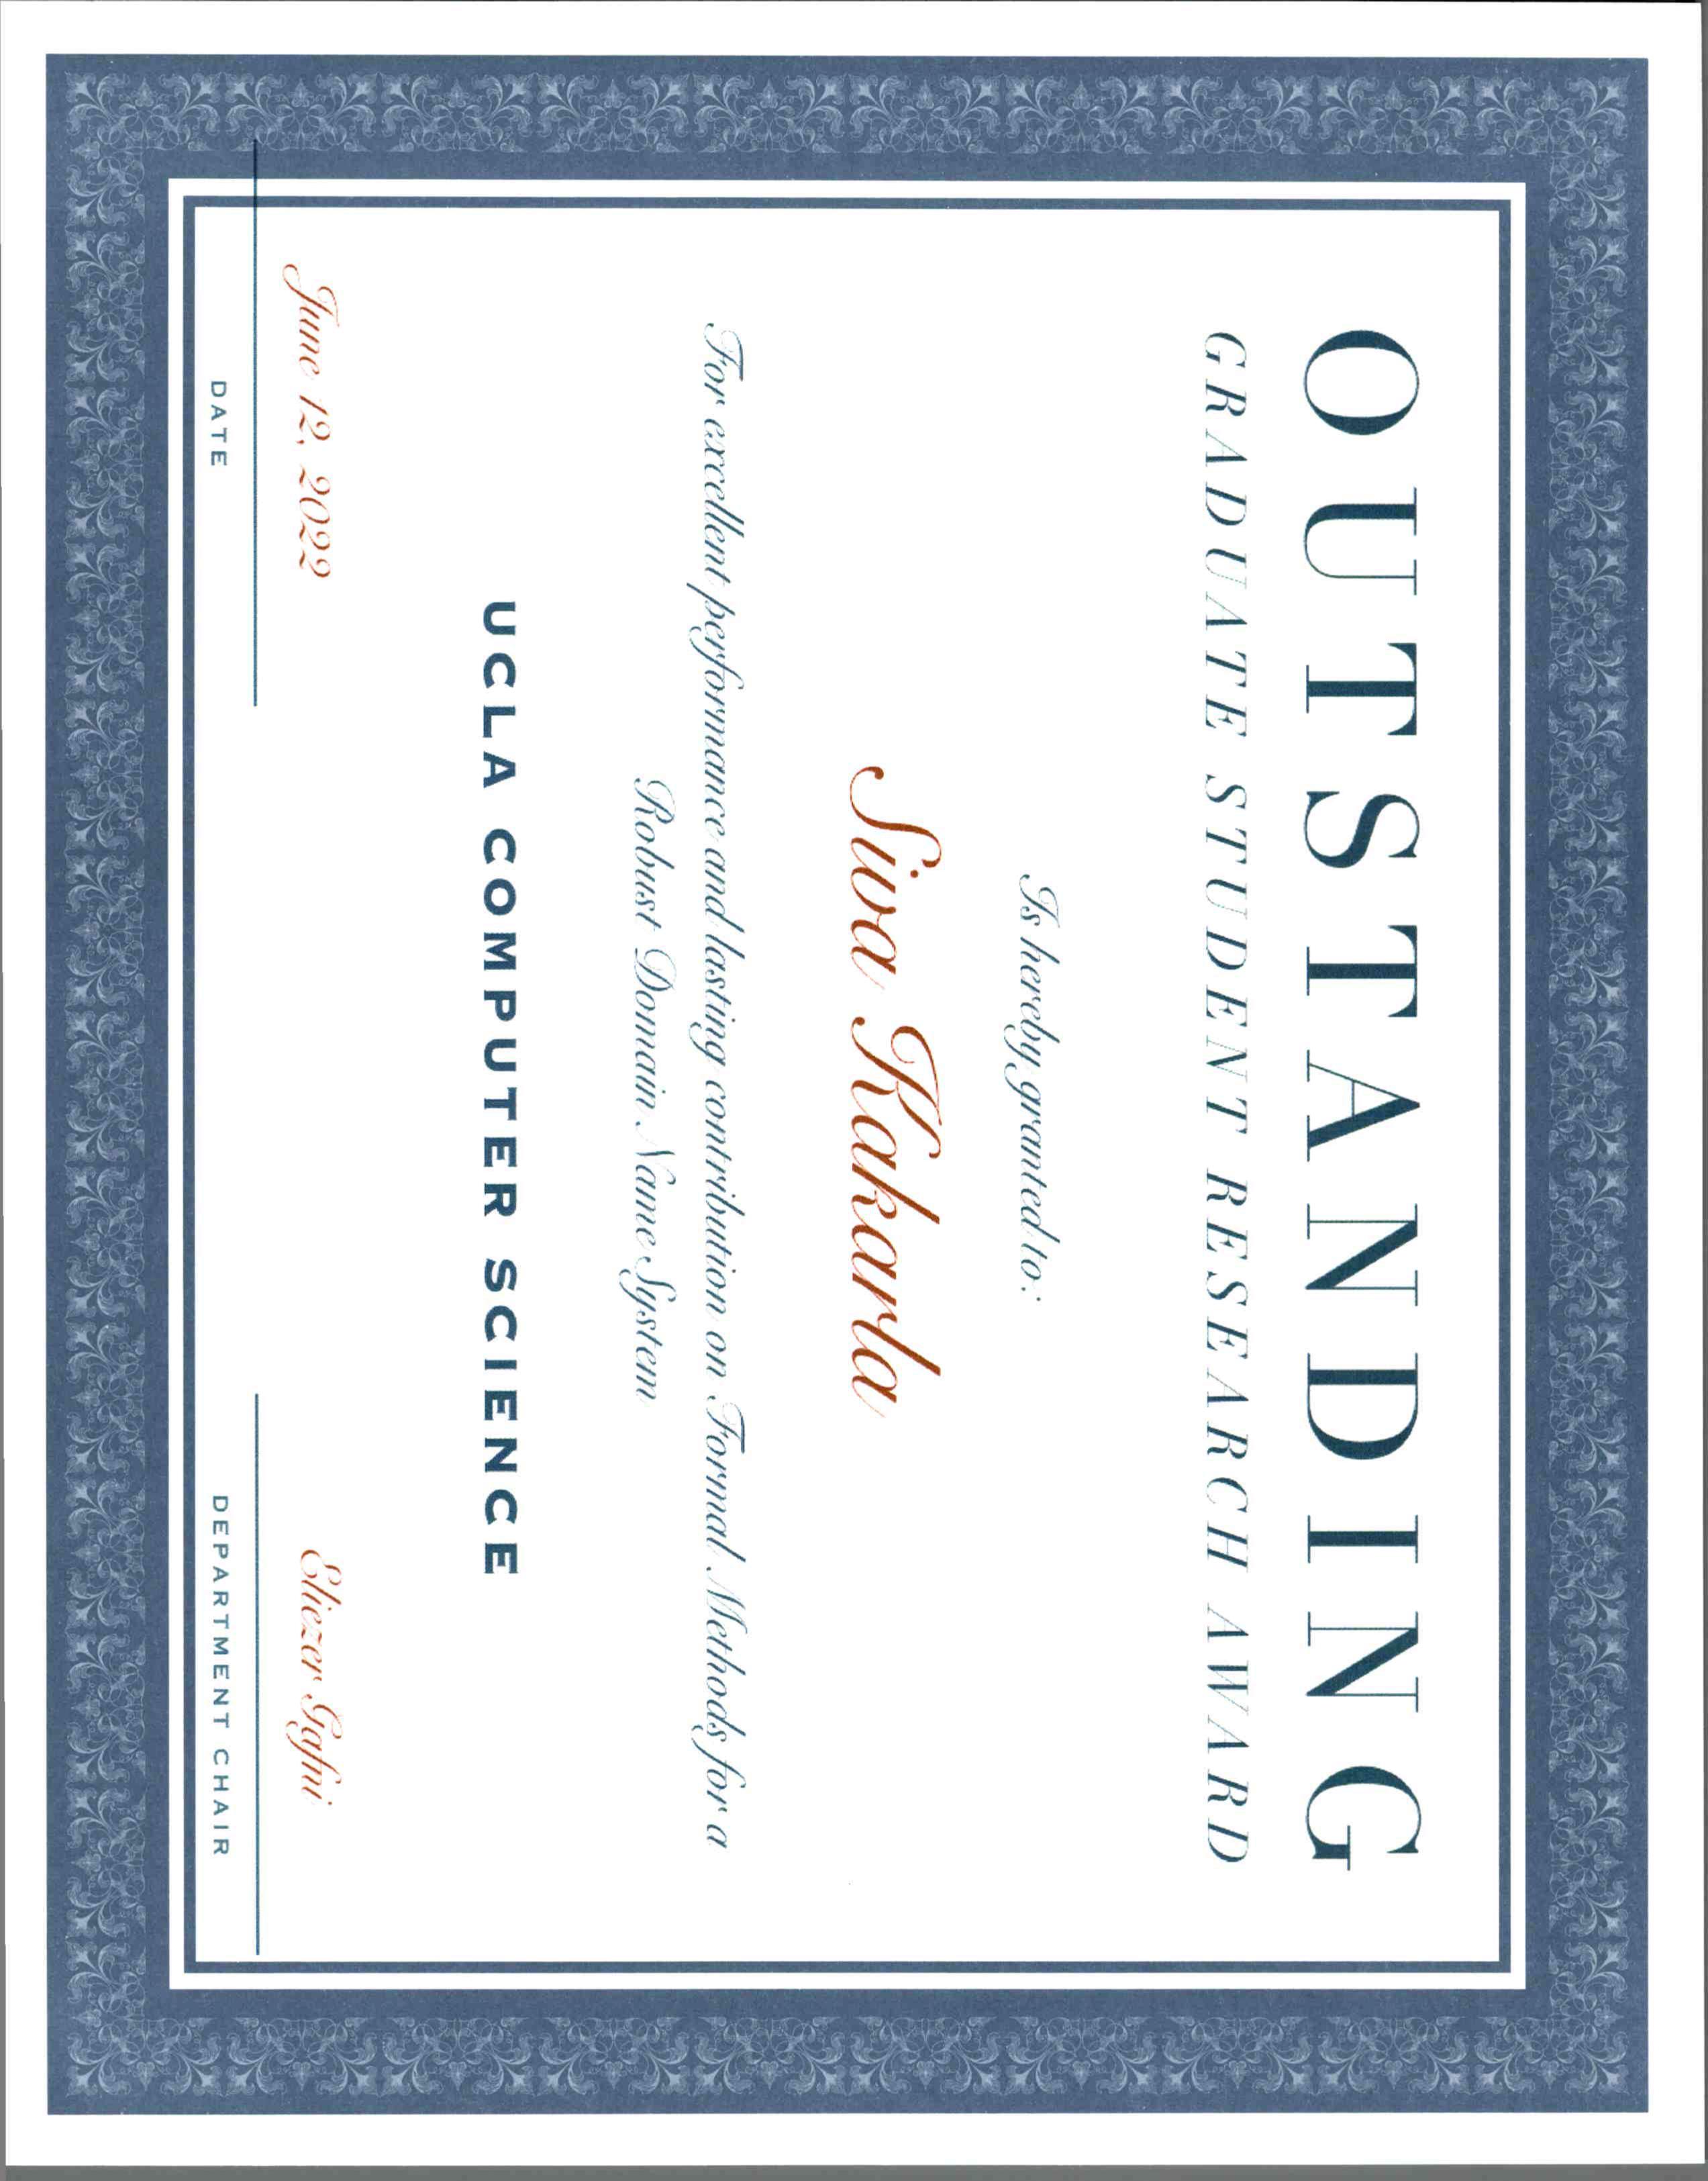 OUTSTANDING
GRADUATE STUDENT RESEARCH AWARD
Is hereby granted to:
Siva Kakarla
For excellent performance and lasting contribution on Formal Methods for a
Robust Domain Name System
UCLA COMPUTER SCIENCE
June 12, 2022
Eliezer Gafni
DATE
DEPARTMENT CHAIR